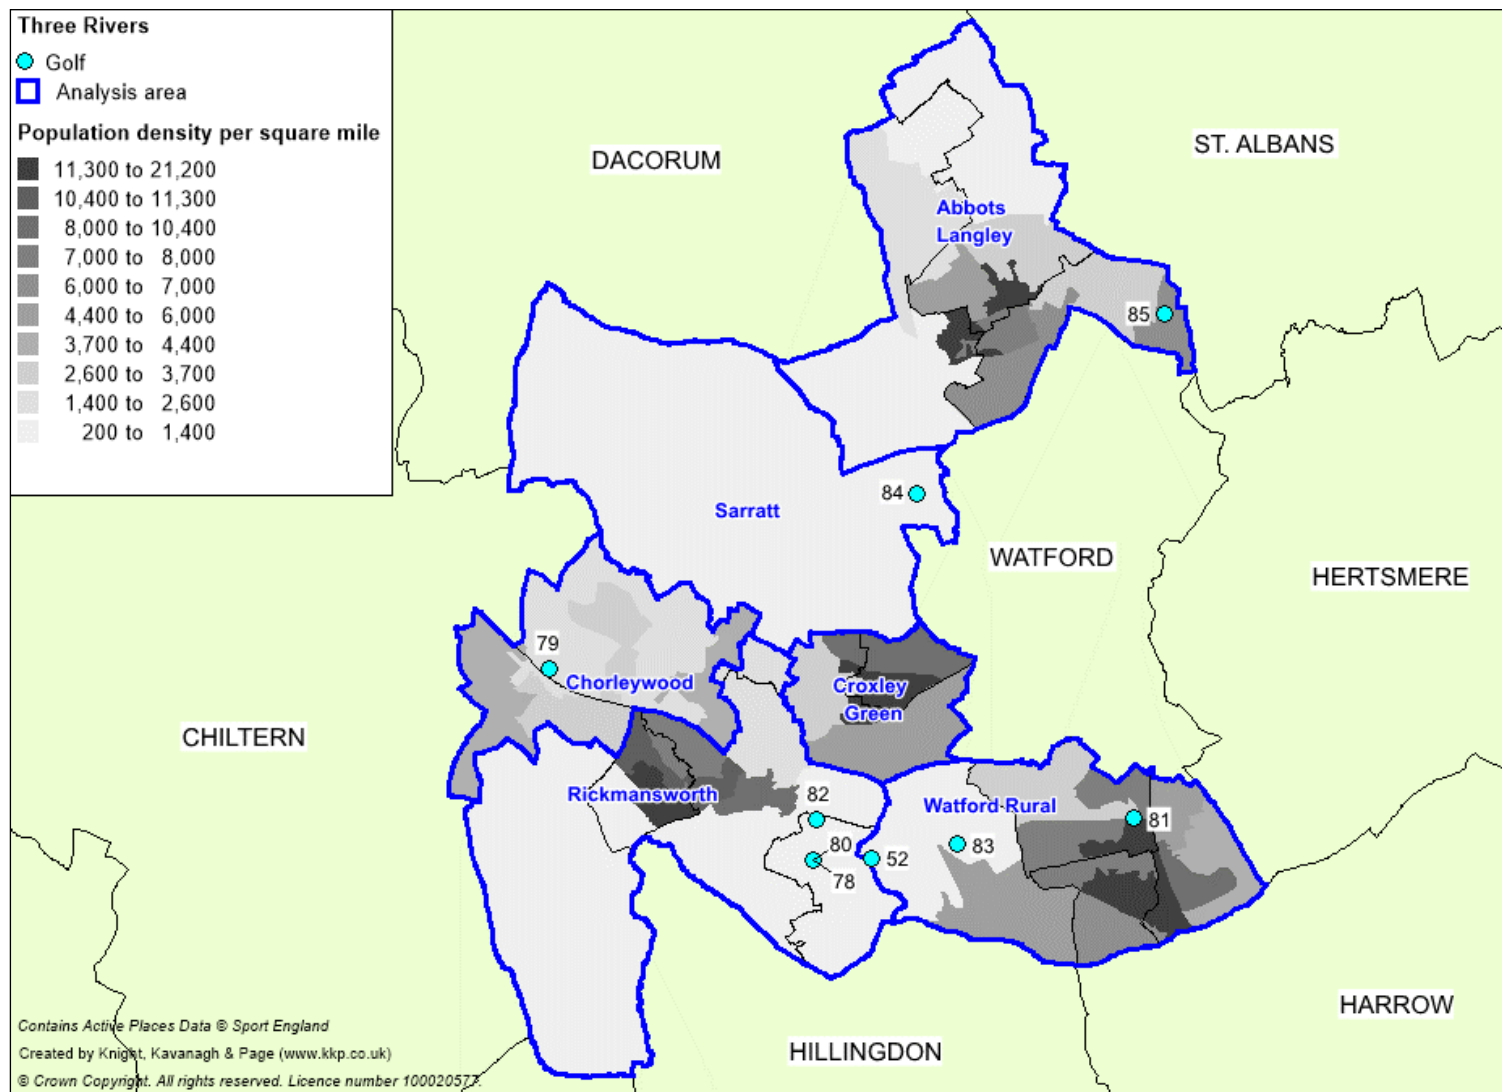 Three Rivers
Golf
Analysis area
Population density per square mile
11,300 to 21,200
10,400 to 11,300
8,000 to 10,400
7,000 to 8,000
6,000 to 7,000
4,400 to 6,000
3,700 to 4,400
2,600 to 3,700
1,400 to 2,600
200 to 1,400
DACORUM
ST. ALBANS
Abbots
Langley
85
84
Sarratt
WATFORD
HERTSMERE
79
Chorleywood
Croxley
Green
CHILTERN
Rickmansworth
82
Watford Rural
81
80
52
83
78
HARROW
HILLINGDON
Contains Active Places Data © Sport England
Created by Knight, Kavanagh & Page (www.kkp.co.uk)
© Crown Copyright. All rights reserved. Licence number 100020577.